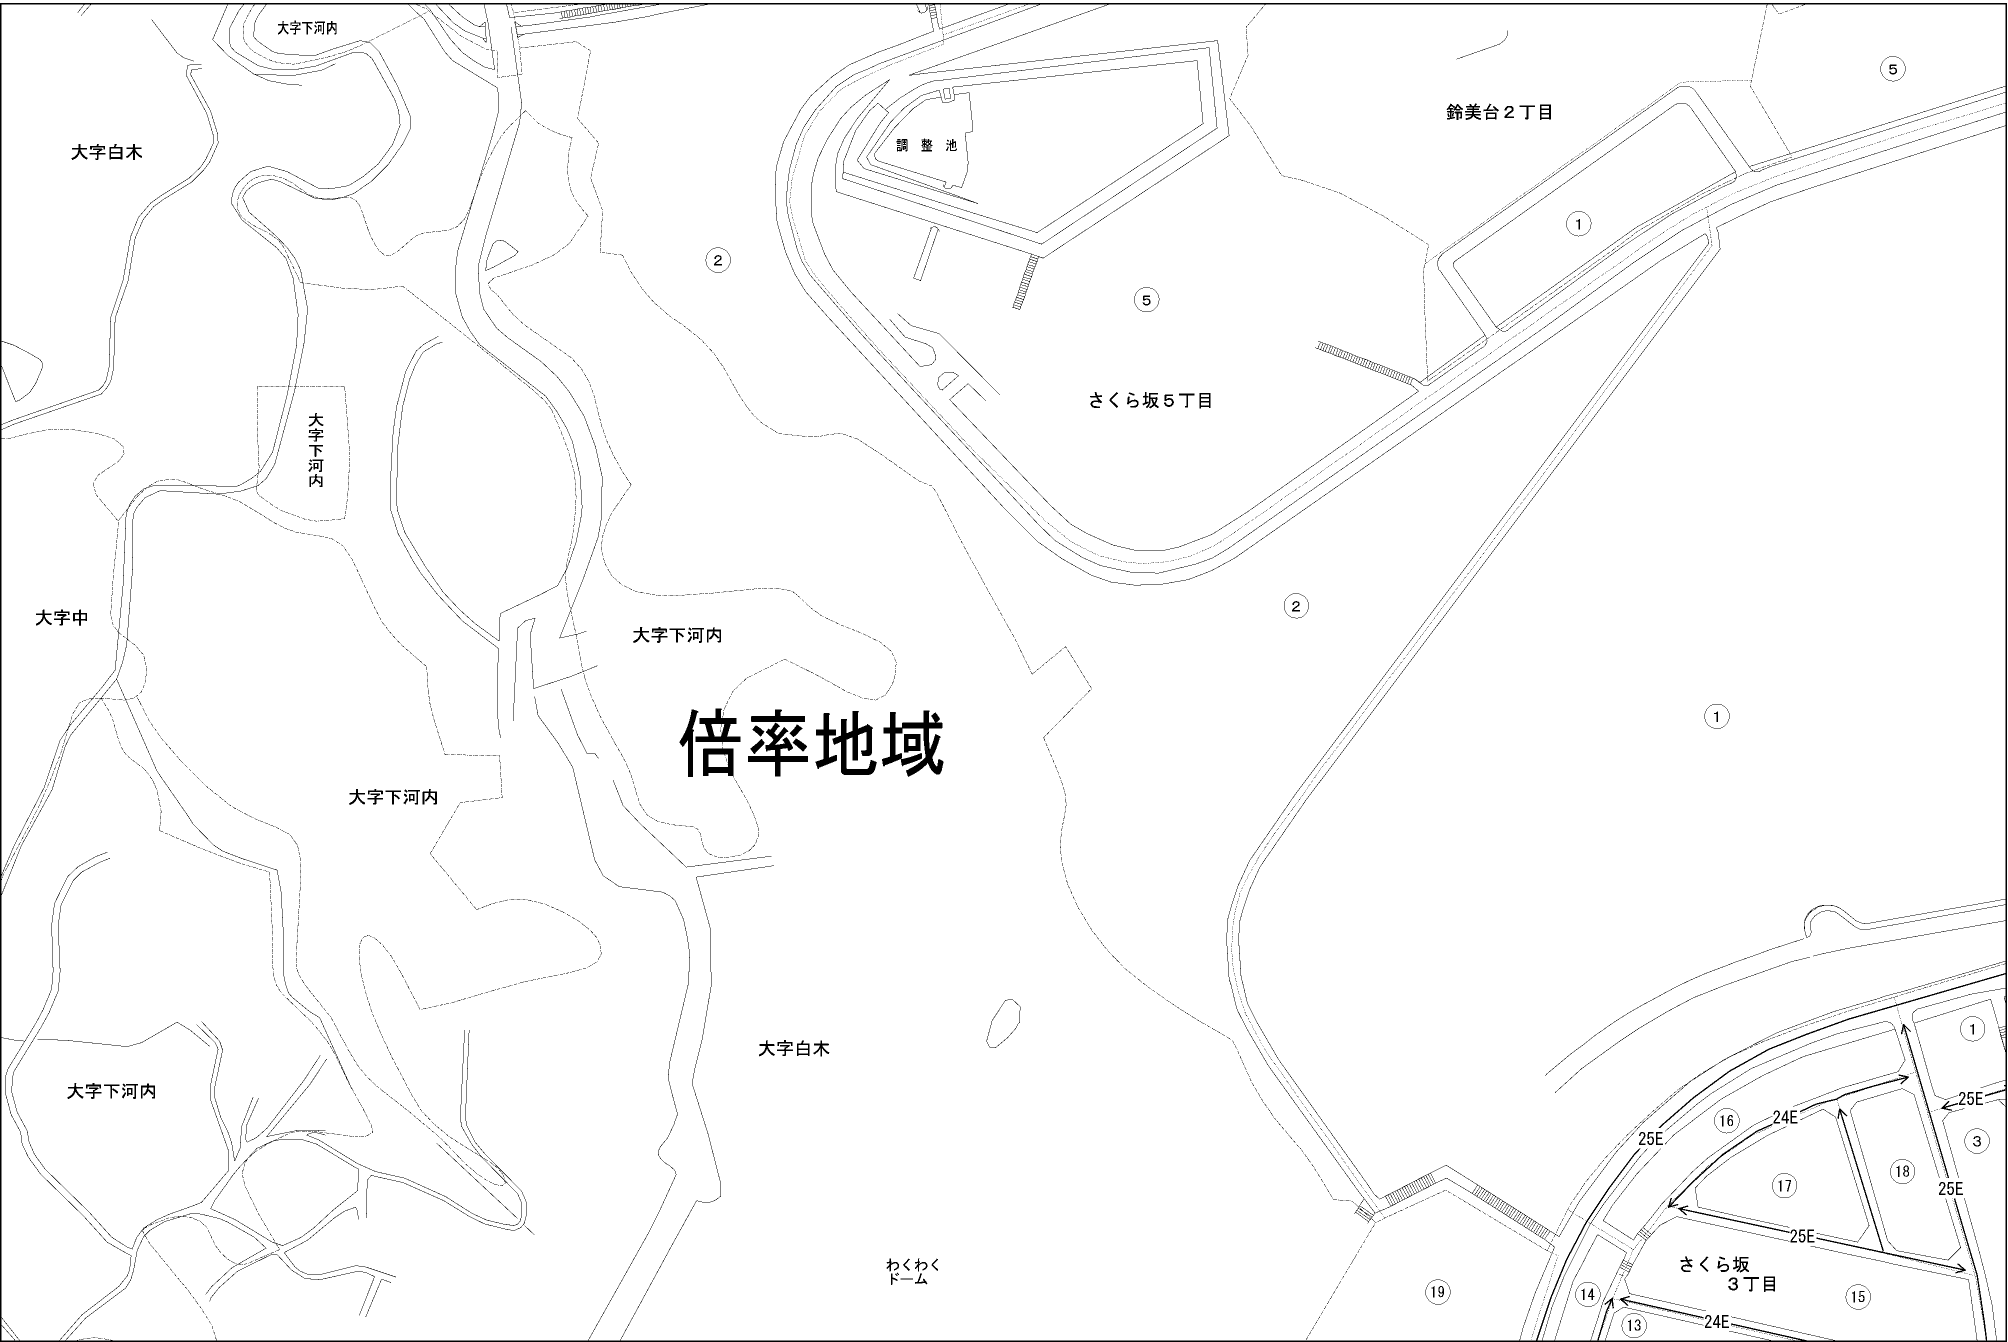 大字下河内
⑤
鈴美台２丁目
調整池
大字白木
①
②
⑤
さくら坂５丁目
大字下河内
②
大字中
大字下河内
①
倍率地域
大字下河内
①
大字白木
大字下河内
25E
24E
⑯
25E
③
⑱
⑰
25E
25E
さくら坂
３丁目
わくわく
ドーム
⑲
⑭
⑮
24E
⑬